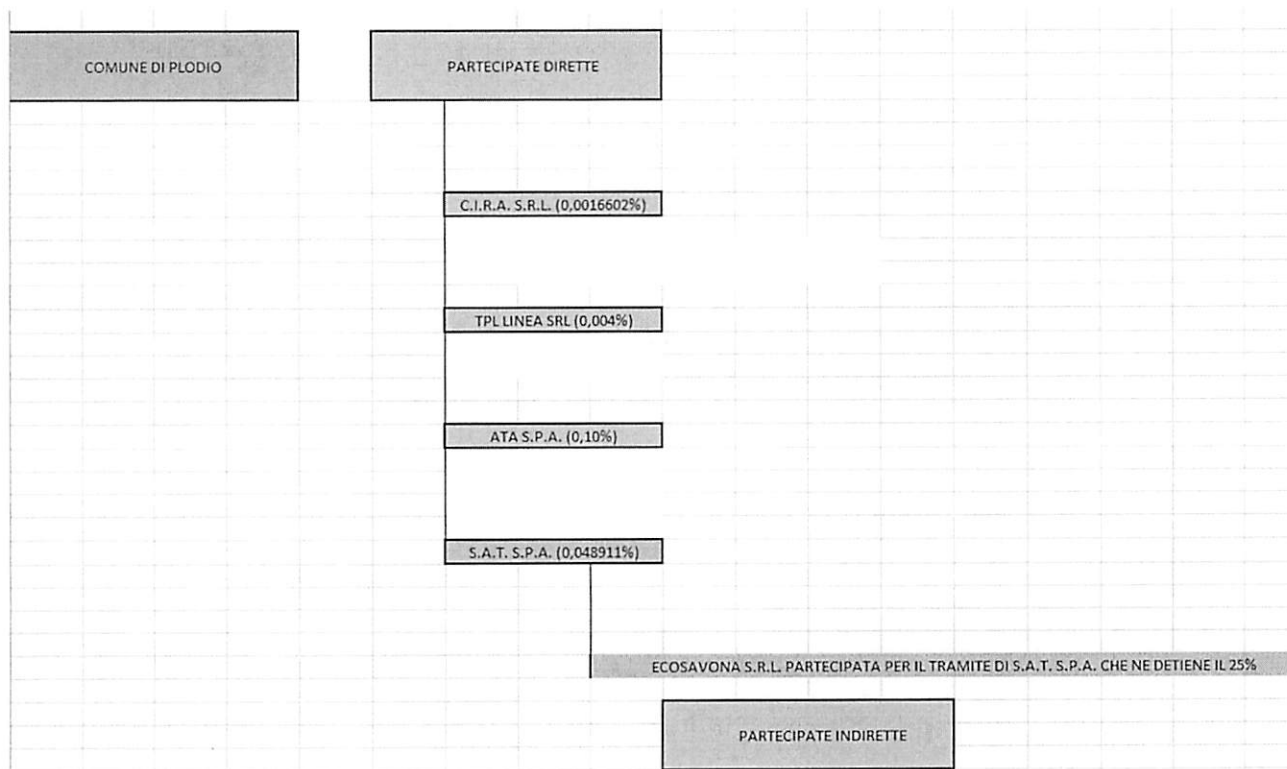 COMUNE DI PLODIO
PARTECIPATE DIRETTE
C.I.R.A. S.R.L. (0,0016602%)
TPL LINEA SRL (0,004%)
ATA S.P.A. (0,10%)
S.A.T. S.P.A. (0,048911%)
ECOSAVONA S.R.L. PARTECIPATA PER IL TRAMITE DI S.A.T. S.P.A. CHE NE DETIENE IL 25%
PARTECIPATE INDIRETTE